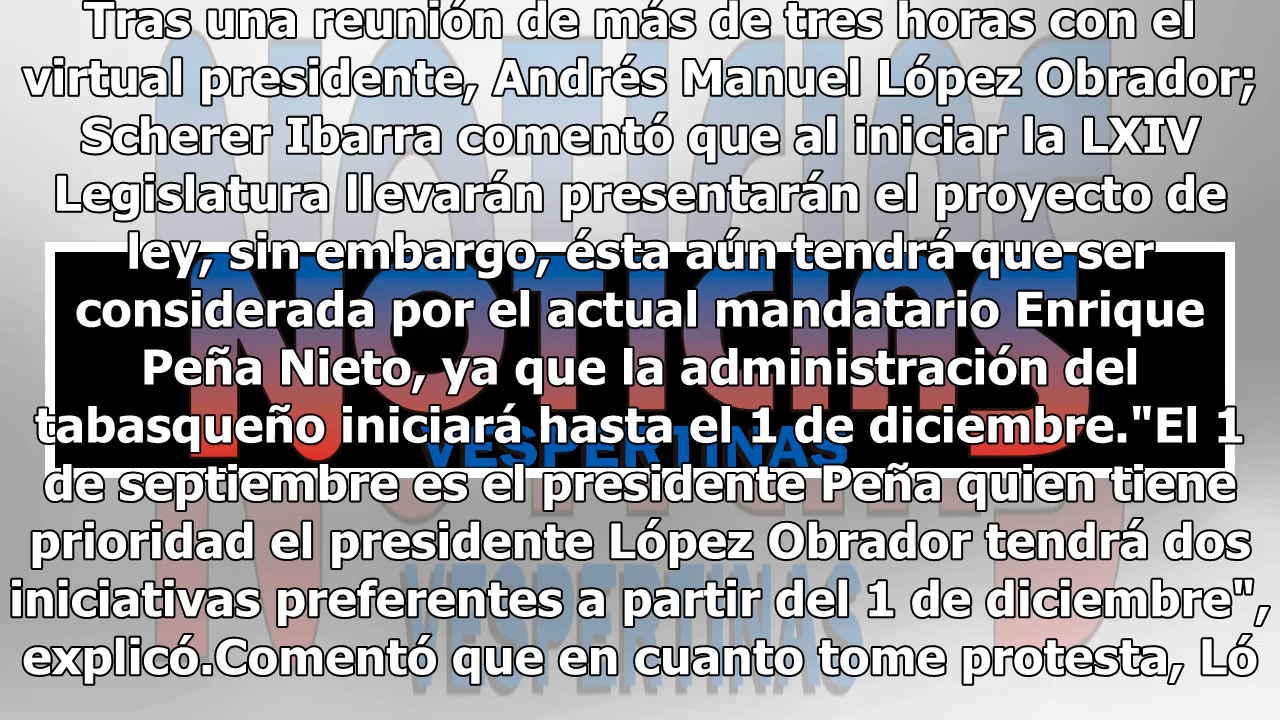 Tras una reunión de más de tres horas con el
virtual presidente, Andrés Manuel López Obrador;
Scherer Ibarra comentó que al iniciar la LXIV
Legislatura llevarán presentarán el proyecto de
ley, sin embargo, ésta aún tendrá que ser
considerada por el actual mandatario Enrique
Peña Nieto, ya que la administración del
tabasqueño iniciará hasta el 1 de diciembre."El 1
de septiembre es el presidente Peña quien tiene
prioridad el presidente López Obrador tendrá dos
iniciativas preferentes a partir del 1 de diciembre",
explicó.Comentó que en cuanto tome protesta, Ló
Noticias
VESPERTINAS